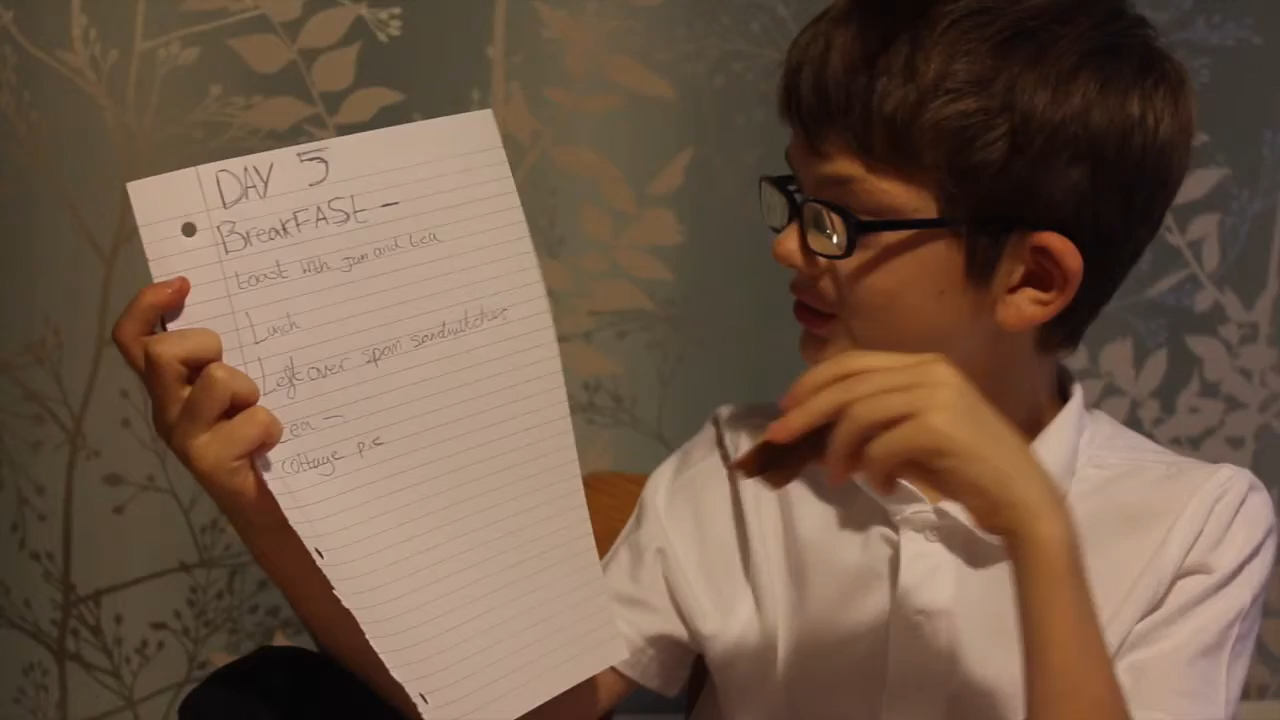 DAY 5
BreakFASt -
toast with jam and tea
Lunch
Left over spam sandwitches
tea -
cottage pie